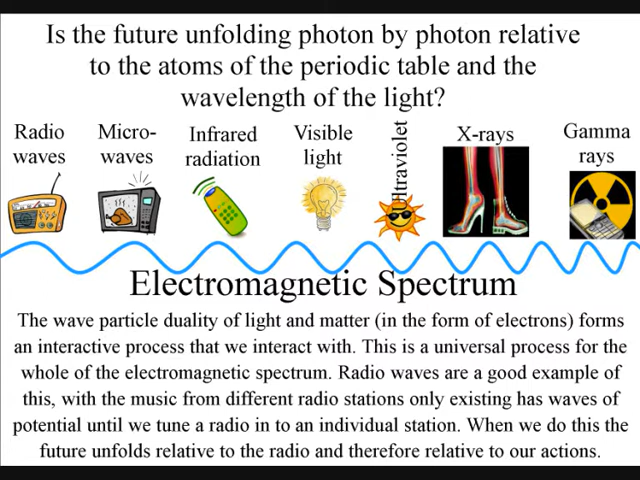 Is the future unfolding photon by photon relative
to the atoms of the periodic table and the
wavelength of the light?
Radio
waves
Micro-
waves
Infrared
radiation
Visible
light
ltraviolet
X-rays
Gamma
rays
Electromagnetic Spectrum
The wave particle duality of light and matter (in the form of electrons) forms
an interactive process that we interact with. This is a universal process for the
whole of the electromagnetic spectrum. Radio waves are a good example of
this, with the music from different radio stations only existing has waves of
potential until we tune a radio in to an individual station. When we do this the
future unfolds relative to the radio and therefore relative to our actions.